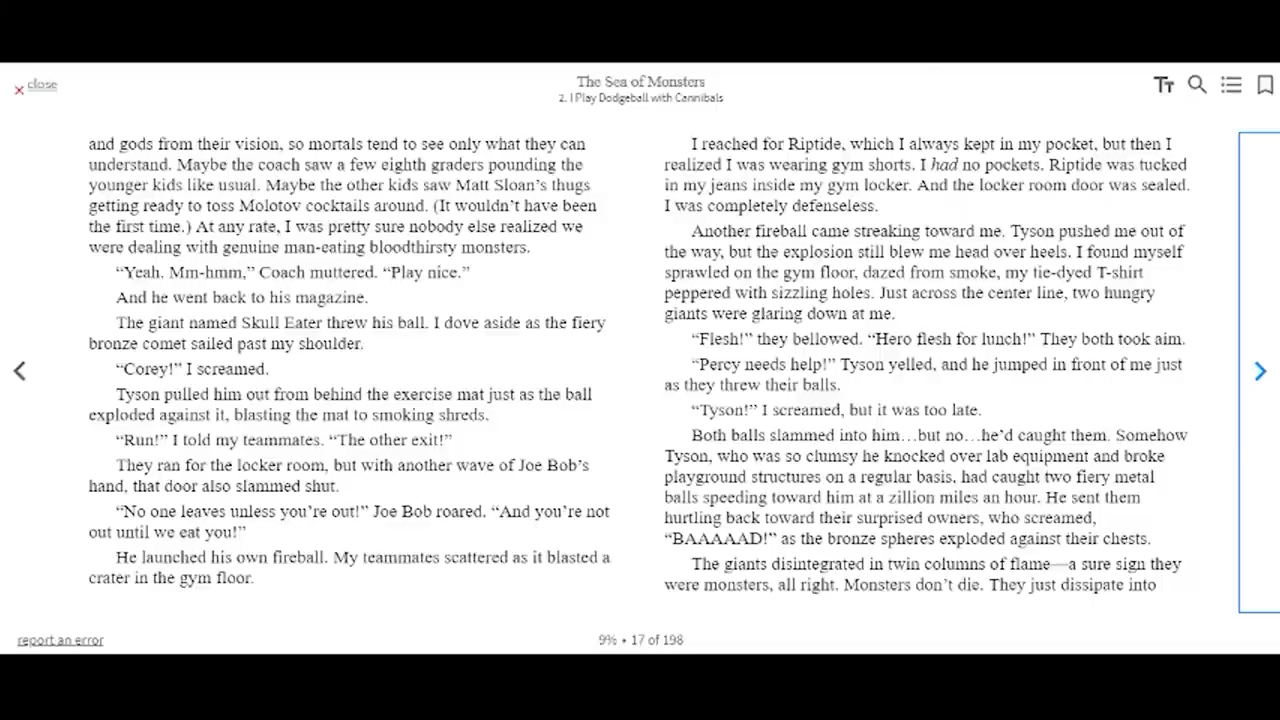 close
The Sea of Monsters
2. I Play Dodgeball with Cannibals
TT
and gods from their vision, so mortals tend to see only what they can
understand. Maybe the coach saw a few eighth graders pounding the
younger kids like usual. Maybe the other kids saw Matt Sloan's thugs
getting ready to toss Molotov cocktails around. (It wouldn't have been
the first time.) At any rate, I was pretty sure nobody else realized we
were dealing with genuine man-eating bloodthirsty monsters.
“Yeah. Mm-hmm,” Coach muttered. “Play nice.”
And he went back to his magazine.
The giant named Skull Eater threw his ball. I dove aside as the fiery
bronze comet sailed past my shoulder.
“Corey!” I screamed.
Tyson pulled him out from behind the exercise mat just as the ball
exploded against it, blasting the mat to smoking shreds.
“Run!” I told my teammates. “The other exit!”
They ran for the locker room, but with another wave of Joe Bob's
hand, that door also slammed shut.
“No one leaves unless you're out!” Joe Bob roared. “And you're not
out until we eat you!”
He launched his own fireball. My teammates scattered as it blasted a
crater in the gym floor.
I reached for Riptide, which I always kept in my pocket, but then I
realized I was wearing gym shorts. I had no pockets. Riptide was tucked
in my jeans inside my gym locker. And the locker room door was sealed.
I was completely defenseless.
Another fireball came streaking toward me. Tyson pushed me out of
the way, but the explosion still blew me head over heels. I found myself
sprawled on the gym floor, dazed from smoke, my tie-dyed T-shirt
peppered with sizzling holes. Just across the center line, two hungry
giants were glaring down at me.
“Flesh!” they bellowed. “Hero flesh for lunch!” They both took aim.
“Percy needs help!” Tyson yelled, and he jumped in front of me just
as they threw their balls.
“Tyson!” I screamed, but it was too late.
Both balls slammed into him…but no…he'd caught them. Somehow
Tyson, who was so clumsy he knocked over lab equipment and broke
playground structures on a regular basis, had caught two fiery metal
balls speeding toward him at a zillion miles an hour. He sent them
hurtling back toward their surprised owners, who screamed,
“BAAAAAD!” as the bronze spheres exploded against their chests.
The giants disintegrated in twin columns of flame—a sure sign they
were monsters, all right. Monsters don't die. They just dissipate into
report an error
9% • 17 of 198